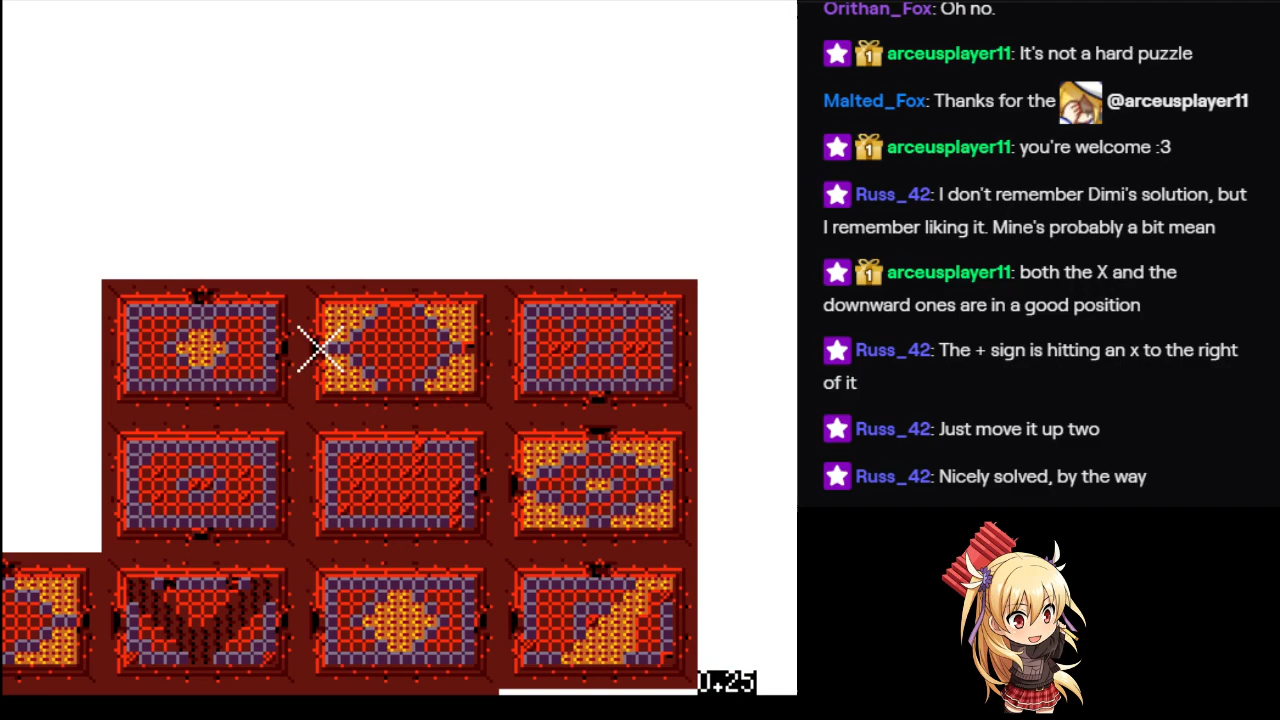 Orithan_Fox: Oh no.
1 arceusplayer11: It's not a hard puzzle
Malted_Fox: Thanks for the @arceusplayer11
1 arceusplayer11: you're welcome :3
Russ_42: I don't remember Dimi's solution, but
I remember liking it. Mine's probably a bit mean
1 arceusplayer11: both the X and the
downward ones are in a good position
Russ_42: The + sign is hitting an x to the right
of it
Russ_42: Just move it up two
Russ_42: Nicely solved, by the way
0.25